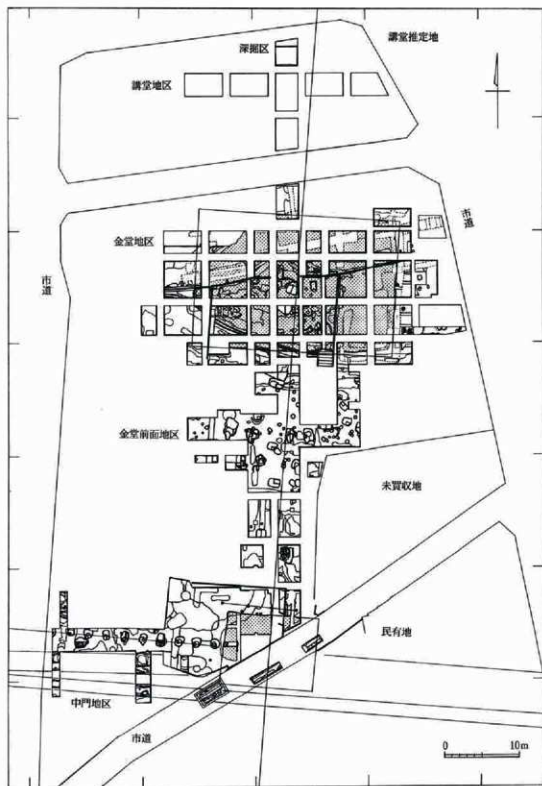 深掘区
講堂推定地
講堂地区
市道
金堂地区
市道
金堂前面地区
未買収地
民有地
中門地区
市道
0 10m